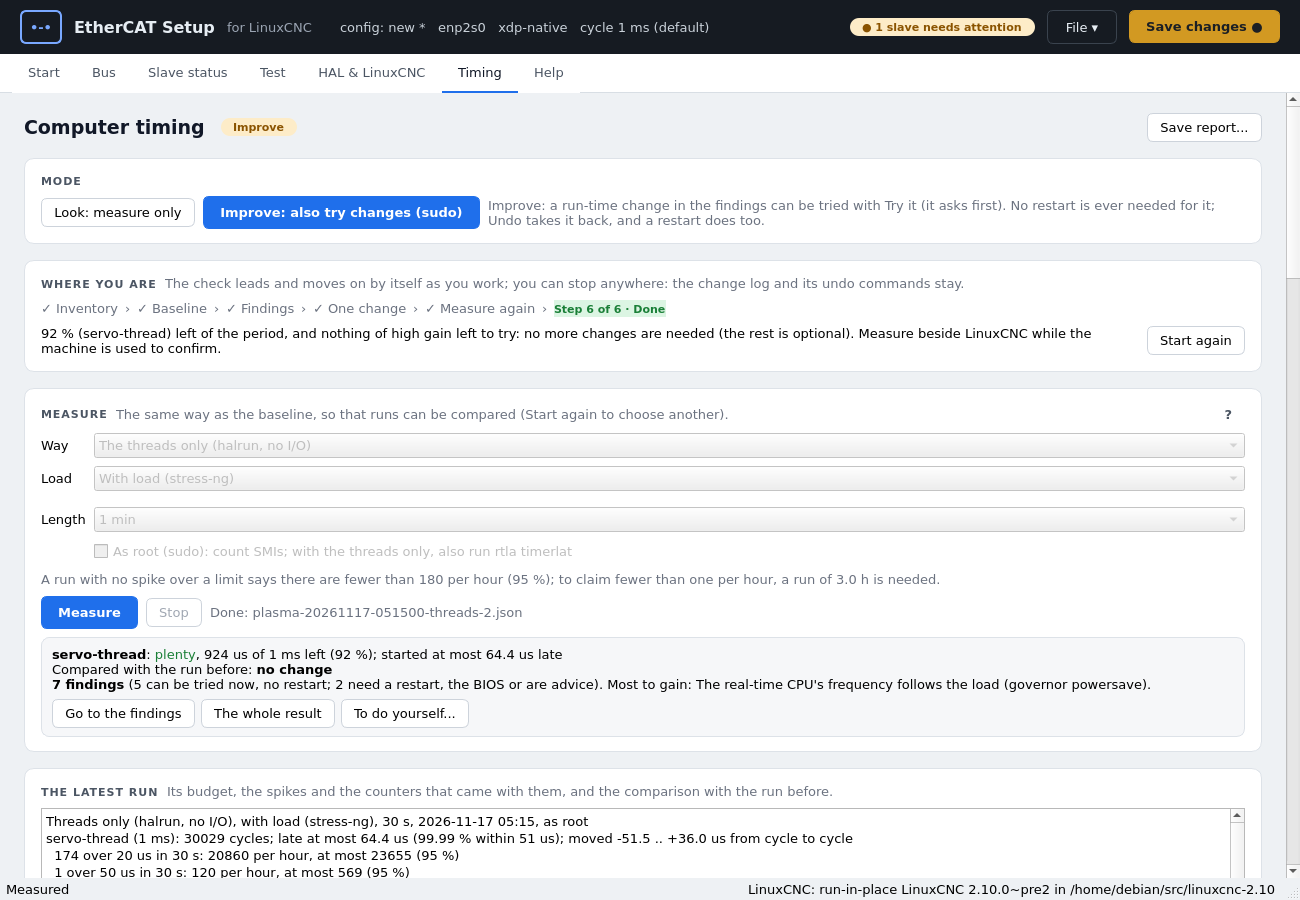 EtherCAT Setup for LinuxCNC config: new * enp2s0 xdp-native cycle 1 ms (default) ● 1 slave needs attention File ▾ Save changes ●
Start Bus Slave status Test HAL & LinuxCNC Timing Help
Computer timing Improve Save report...
MODE
Look: measure only Improve: also try changes (sudo) Improve: a run-time change in the findings can be tried with Try it (it asks first). No restart is ever needed for it;
Undo takes it back, and a restart does too.
WHERE YOU ARE The check leads and moves on by itself as you work; you can stop anywhere: the change log and its undo commands stay.
✓ Inventory › ✓ Baseline › ✓ Findings › ✓ One change › ✓ Measure again › Step 6 of 6 · Done
92 % (servo-thread) left of the period, and nothing of high gain left to try: no more changes are needed (the rest is optional). Measure beside LinuxCNC while the
machine is used to confirm.
Start again
MEASURE The same way as the baseline, so that runs can be compared (Start again to choose another). ?
Way The threads only (halrun, no I/O)
Load With load (stress-ng)
Length 1 min
As root (sudo): count SMIs; with the threads only, also run rtla timerlat
A run with no spike over a limit says there are fewer than 180 per hour (95 %); to claim fewer than one per hour, a run of 3.0 h is needed.
Measure Stop Done: plasma-20261117-051500-threads-2.json
servo-thread: plenty, 924 us of 1 ms left (92 %); started at most 64.4 us late
Compared with the run before: no change
7 findings (5 can be tried now, no restart; 2 need a restart, the BIOS or are advice). Most to gain: The real-time CPU's frequency follows the load (governor powersave).
Go to the findings The whole result To do yourself...
THE LATEST RUN Its budget, the spikes and the counters that came with them, and the comparison with the run before.
Threads only (halrun, no I/O), with load (stress-ng), 30 s, 2026-11-17 05:15, as root
servo-thread (1 ms): 30029 cycles; late at most 64.4 us (99.99 % within 51 us); moved -51.5 .. +36.0 us from cycle to cycle
174 over 20 us in 30 s: 20860 per hour, at most 23655 (95 %)
1 over 50 us in 30 s: 120 per hour, at most 569 (95 %)
Measured LinuxCNC: run-in-place LinuxCNC 2.10.0~pre2 in /home/debian/src/linuxcnc-2.10